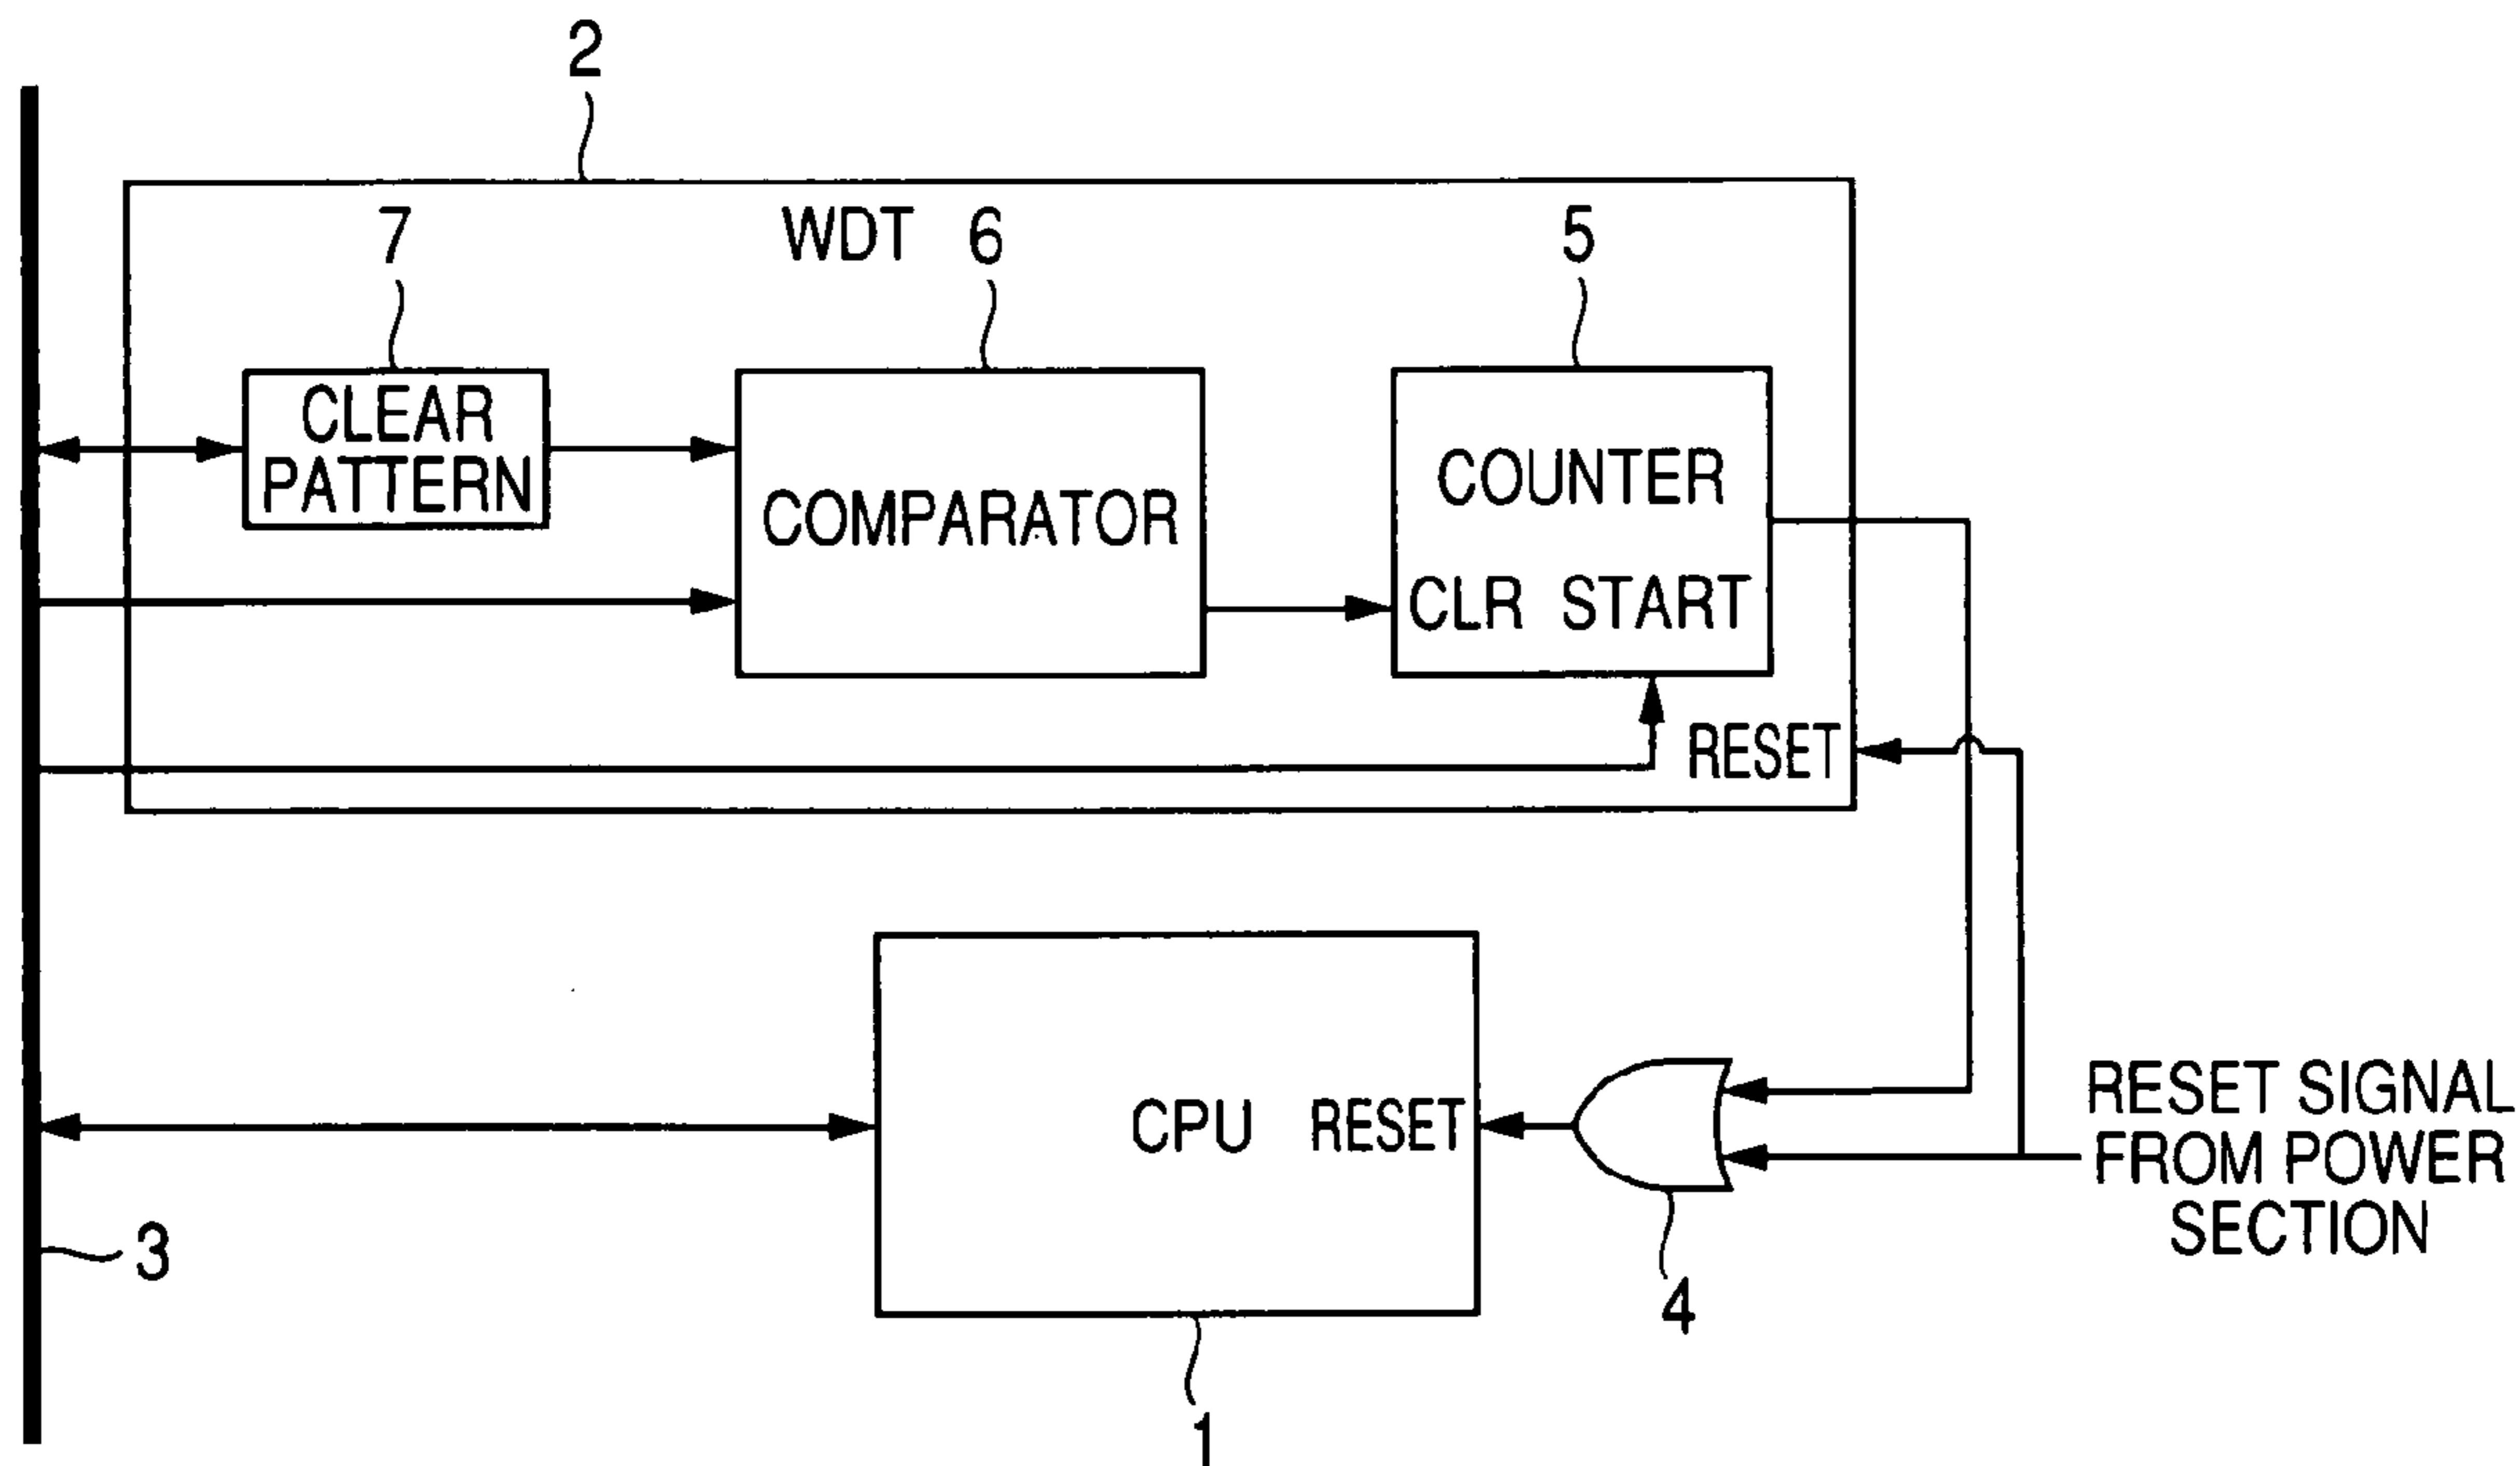 2
7
WDT 6
5
CLEAR
PATTERN
COMPARATOR
COUNTER
CLR START
RESET
CPU RESET
RESET SIGNAL
FROM POWER
SECTION
3
4
1